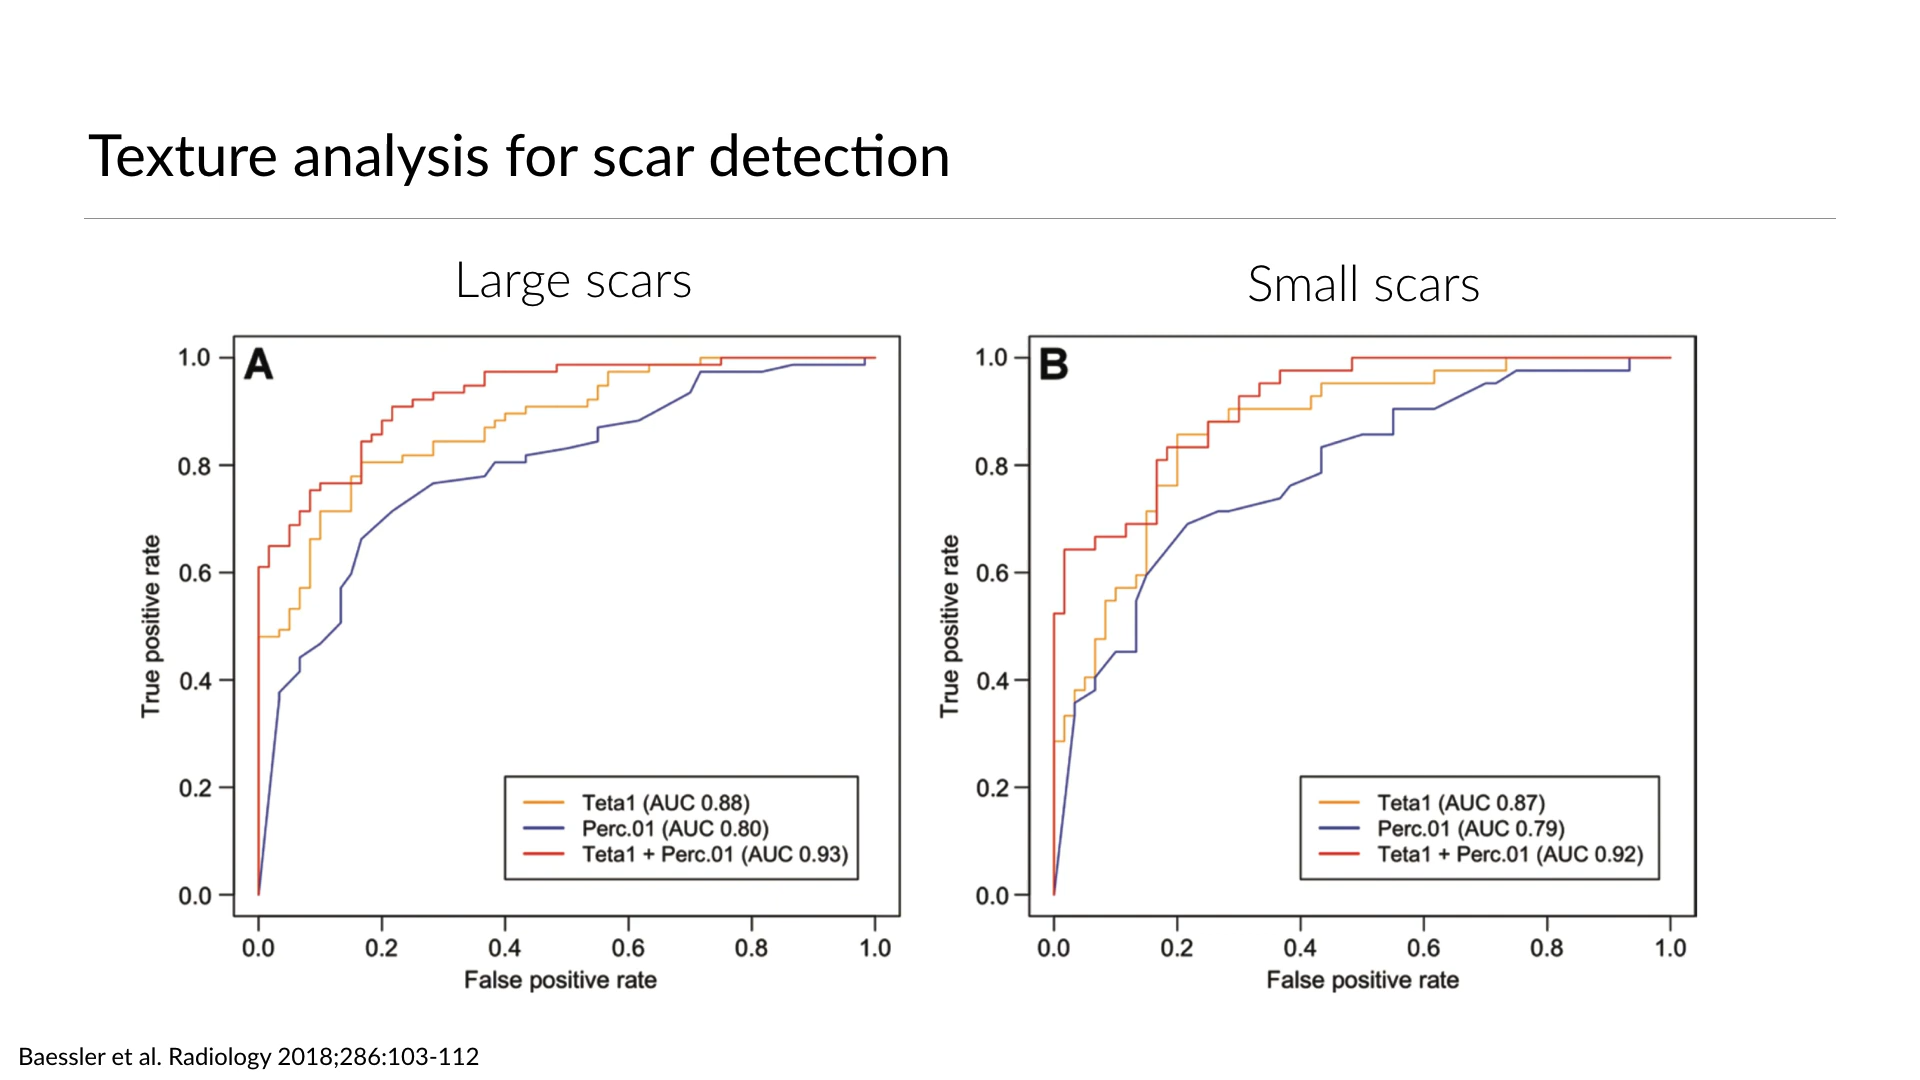 Texture analysis for scar detection
Large scars
Small scars
A
1.0
0.8
0.6
0.4
0.2
0.0
True positive rate
Teta1 (AUC 0.88)
Perc.01 (AUC 0.80)
Teta1 + Perc.01 (AUC 0.93)
0.0 0.2 0.4 0.6 0.8 1.0
False positive rate
B
1.0
0.8
0.6
0.4
0.2
0.0
True positive rate
Teta1 (AUC 0.87)
Perc.01 (AUC 0.79)
Teta1 + Perc.01 (AUC 0.92)
0.0 0.2 0.4 0.6 0.8 1.0
False positive rate
Baessler et al. Radiology 2018;286:103-112